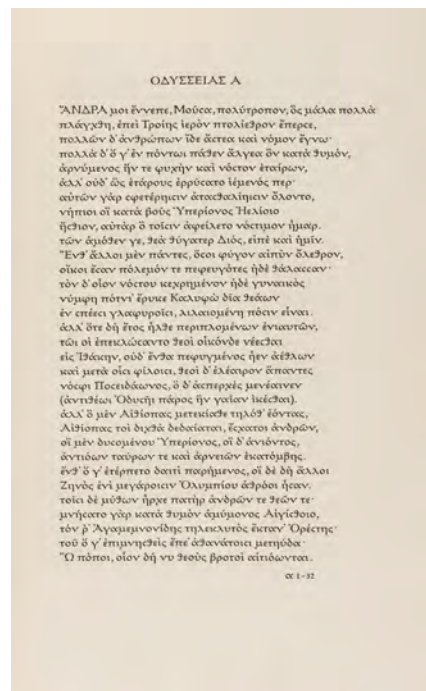 ΟΔΥΣΣΕΙΑΣ Α
ἌΝΔΡΑ μοι ἔννεπε, Μοῦϲα, πολύτροπον, ὃς μάλα πολλὰ
πλάγχθη, ἐπεὶ Τροίης ἱερὸν πτολίεθρον ἔπερϲε,
πολλῶν δ' ἀνθρώπων ἴδε ἄϲτεα καὶ νόμον ἔγνω·
πολλὰ δ' ὅ γ' ἐν πόντωι πάθεν ἄλγεα ὃν κατὰ θυμόν,
ἀρνύμενος ἥν τε ψυχὴν καὶ νόϲτον ἑταίρων,
ἀλλ' οὐδ' ὣς ἑτάρους ἐρρύϲατο ἱέμενός περ·
αὐτῶν γὰρ ϲφετέρηιϲιν ἀταϲθαλίηιϲιν ὄλοντο,
νήπιοι οἳ κατὰ βοῦς Ὑπερίονος Ἠελίοιο
ἤϲθιον, αὐτὰρ ὃ τοῖϲιν ἀφείλετο νόϲτιμον ἦμαρ.
τῶν ἁμόθεν γε, θεὰ θύγατερ Διός, εἰπὲ καὶ ἡμῖν.
Ἔνθ' ἄλλοι μὲν πάντες, ὅϲοι φύγον αἰπὺν ὄλεθρον,
οἴκοι ἔϲαν πόλεμόν τε πεφευγότες ἠδὲ θάλαϲϲαν·
τὸν δ' οἶον νόϲτου κεχρημένον ἠδὲ γυναικὸς
νύμφη πότνι' ἔρυκε Καλυψὼ δῖα θεάων
ἐν ϲπέεϲι γλαφυροῖϲι, λιλαιομένη πόϲιν εἶναι.
ἀλλ' ὅτε δὴ ἔτος ἦλθε περιπλομένων ἐνιαυτῶν,
τῶι οἱ ἐπεκλώϲαντο θεοὶ οἶκόνδε νέεϲθαι
εἰς Ἰθάκην, οὐδ' ἔνθα πεφυγμένος ἦεν ἀέθλων
καὶ μετὰ οἷϲι φίλοιϲι, θεοὶ δ' ἐλέαιρον ἅπαντες
νόϲφι Ποϲειδάωνος, ὃ δ' ἀϲπερχὲς μενέαινεν
(ἀντιθέωι Ὀδυϲῆι πάρος ἣν γαῖαν ἱκέϲθαι).
ἀλλ' ὃ μὲν Αἰθίοπας μετεκίαθε τηλόθ' ἐόντας,
Αἰθίοπας τοὶ διχθὰ δεδαίαται, ἔϲχατοι ἀνδρῶν,
οἳ μὲν δυϲομένου Ὑπερίονος, οἳ δ' ἀνιόντος,
ἀντιόων ταύρων τε καὶ ἀρνειῶν ἑκατόμβης.
ἔνθ' ὅ γ' ἐτέρπετο δαιτὶ παρήμενος, οἳ δὲ δὴ ἄλλοι
Ζηνὸς ἐνὶ μεγάροιϲιν Ὀλυμπίου ἀθρόοι ἦϲαν.
τοῖϲι δὲ μύθων ἦρχε πατὴρ ἀνδρῶν τε θεῶν τε·
μνήϲατο γὰρ κατὰ θυμὸν ἀμύμονος Αἰγίϲθοιο,
τόν ῥ' Ἀγαμεμνονίδης τηλεκλυτὸς ἔκταν' Ὀρέϲτης·
τοῦ ὅ γ' ἐπιμνηϲθεὶς ἔπε' ἀθανάτοιϲι μετηύδα·
Ὢ πόποι, οἷον δή νυ θεοὺς βροτοὶ αἰτιόωνται.
α 1–32